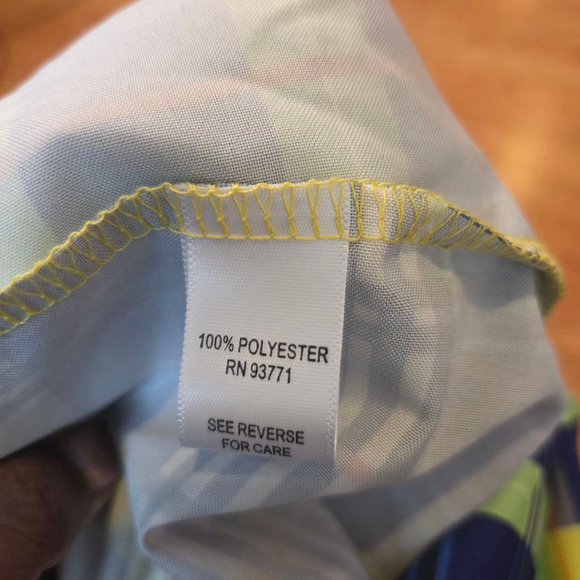 100% POLYESTER
RN 93771
SEE REVERSE
FOR CARE